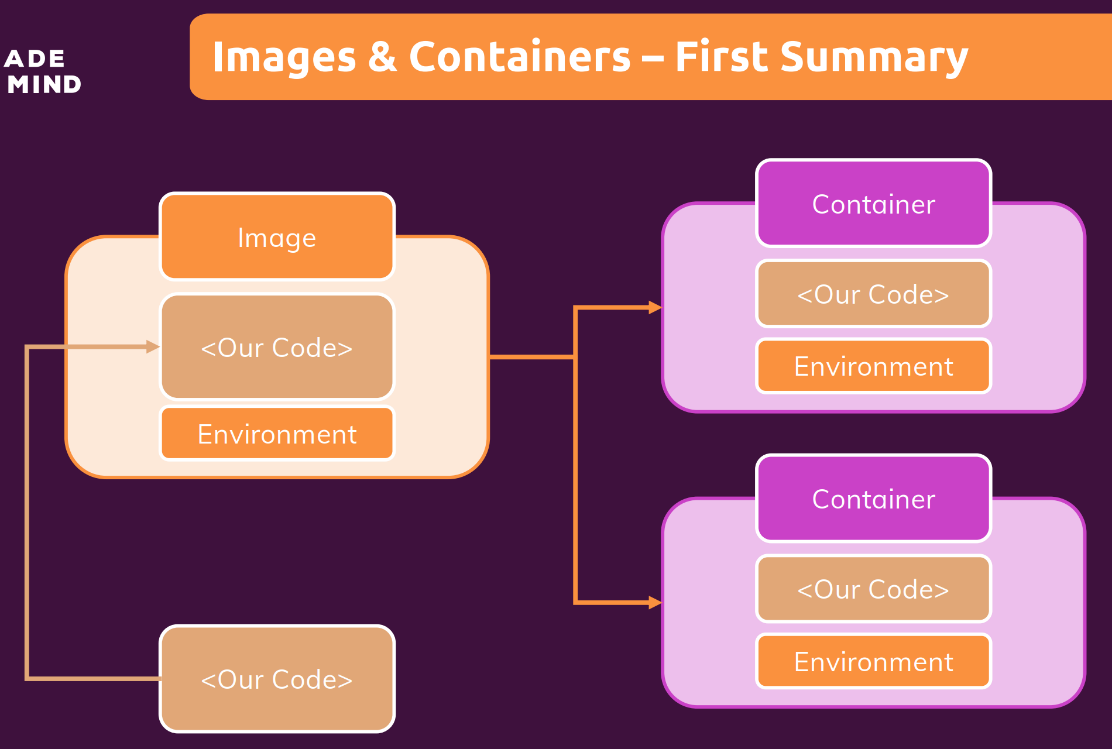 ADE
MIND
Images & Containers – First Summary
Image
<Our Code>
Environment
<Our Code>
Container
<Our Code>
Environment
Container
<Our Code>
Environment